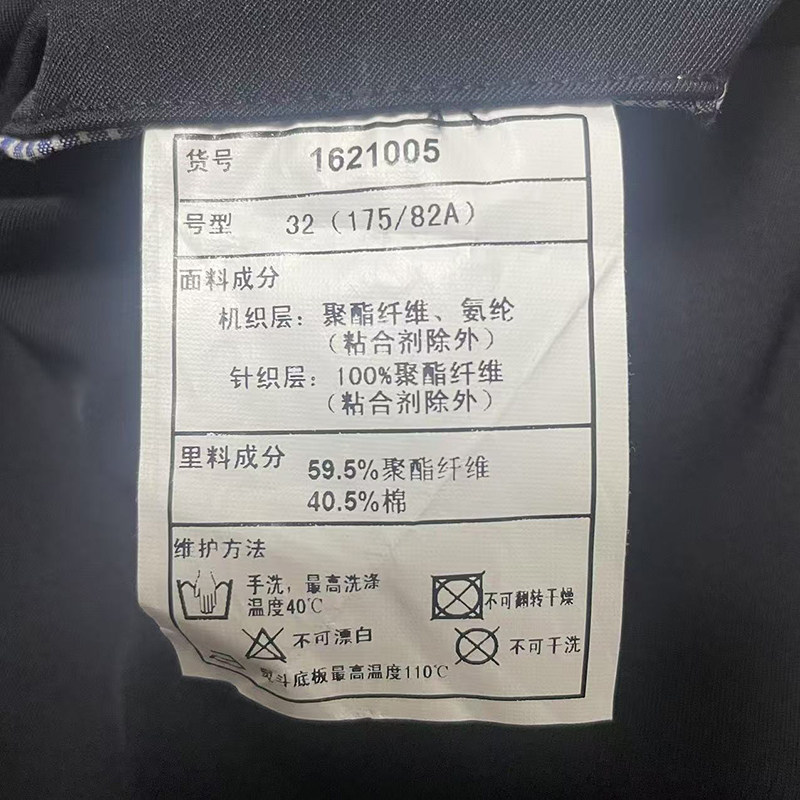 货号 1621005
号型 32（175/82A）
面料成分
机织层：聚酯纤维、氨纶
（粘合剂除外）
针织层：100%聚酯纤维
（粘合剂除外）
里料成分 59.5%聚酯纤维
40.5%棉
维护方法
手洗，最高洗涤
温度40℃
不可翻转干燥
不可漂白
不可干洗
熨斗底板最高温度110℃